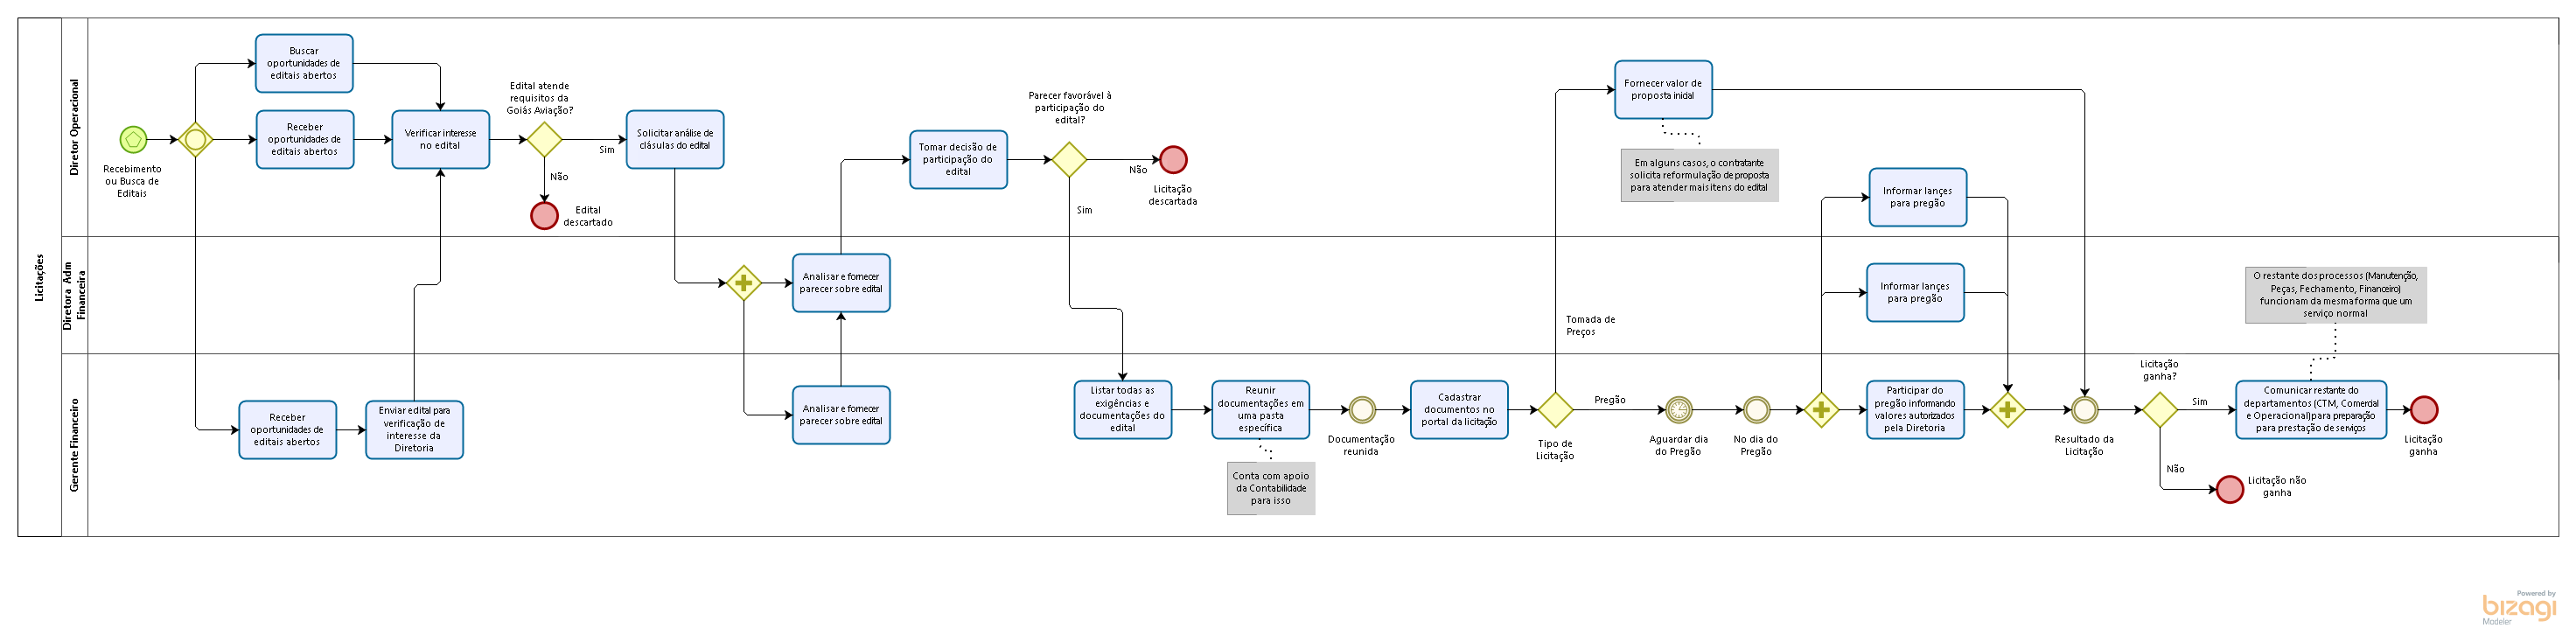 Licitações
Diretor Operacional
Diretora Adm
Financeira
Gerente Financeiro
Recebimento
ou Busca de
Editais
Buscar
oportunidades de
editais abertos
Receber
oportunidades de
editais abertos
Verificar interesse
no edital
Edital atende
requisitos da
Goiás Aviação?
Sim
Não
Edital
descartado
Solicitar análise de
clásulas do edital
Tomar decisão de
participação do
edital
Parecer favorável à
participação do
edital?
Não
Sim
Licitação
descartada
Fornecer valor de
proposta inicial
Em alguns casos, o contratante
solicita reformulação de proposta
para atender mais itens do edital
Informar lançes
para pregão
Analisar e fornecer
parecer sobre edital
Informar lançes
para pregão
Tomada de
Preços
O restante dos processos (Manutenção,
Peças, Fechamento, Financeiro)
funcionam da mesma forma que um
serviço normal
Receber
oportunidades de
editais abertos
Enviar edital para
verificação de
interesse da
Diretoria
Analisar e fornecer
parecer sobre edital
Listar todas as
exigências e
documentações do
edital
Reunir
documentações em
uma pasta
específica
Conta com apoio
da Contabilidade
para isso
Documentação
reunida
Cadastrar
documentos no
portal da licitação
Tipo de
Licitação
Pregão
Aguardar dia
do Pregão
No dia do
Pregão
Participar do
pregão informando
valores autorizados
pela Diretoria
Resultado da
Licitação
Licitação
ganha?
Sim
Não
Comunicar restante do
departamentos (CTM, Comercial
e Operacional)para preparação
para prestação de serviços
Licitação
ganha
Licitação não
ganha
Powered by
bizagi
Modeler